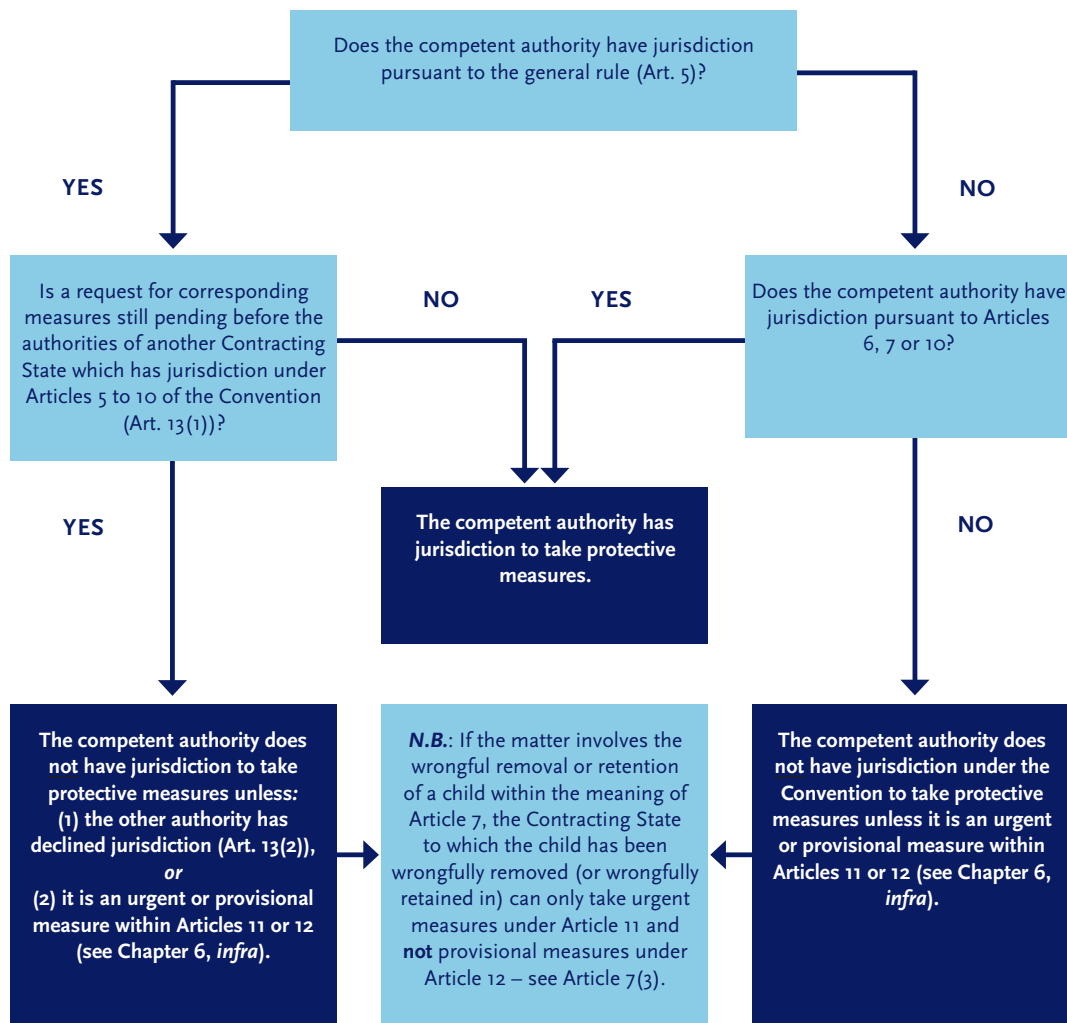 Does the competent authority have jurisdiction
pursuant to the general rule (Art. 5)?
YES
NO
Is a request for corresponding
measures still pending before the
authorities of another Contracting
State which has jurisdiction under
Articles 5 to 10 of the Convention
(Art. 13(1))?
NO
YES
Does the competent authority have
jurisdiction pursuant to Articles
6, 7 or 10?
The competent authority has
jurisdiction to take protective
measures.
YES
NO
The competent authority does
not have jurisdiction to take
protective measures unless:
(1) the other authority has
declined jurisdiction (Art. 13(2)),
or
(2) it is an urgent or provisional
measure within Articles 11 or 12
(see Chapter 6, infra).
N.B.: If the matter involves the
wrongful removal or retention
of a child within the meaning of
Article 7, the Contracting State
to which the child has been
wrongfully removed (or wrongfully
retained in) can only take urgent
measures under Article 11 and
not provisional measures under
Article 12 – see Article 7(3).
The competent authority does
not have jurisdiction under the
Convention to take protective
measures unless it is an urgent
or provisional measure within
Articles 11 or 12 (see Chapter 6,
infra).